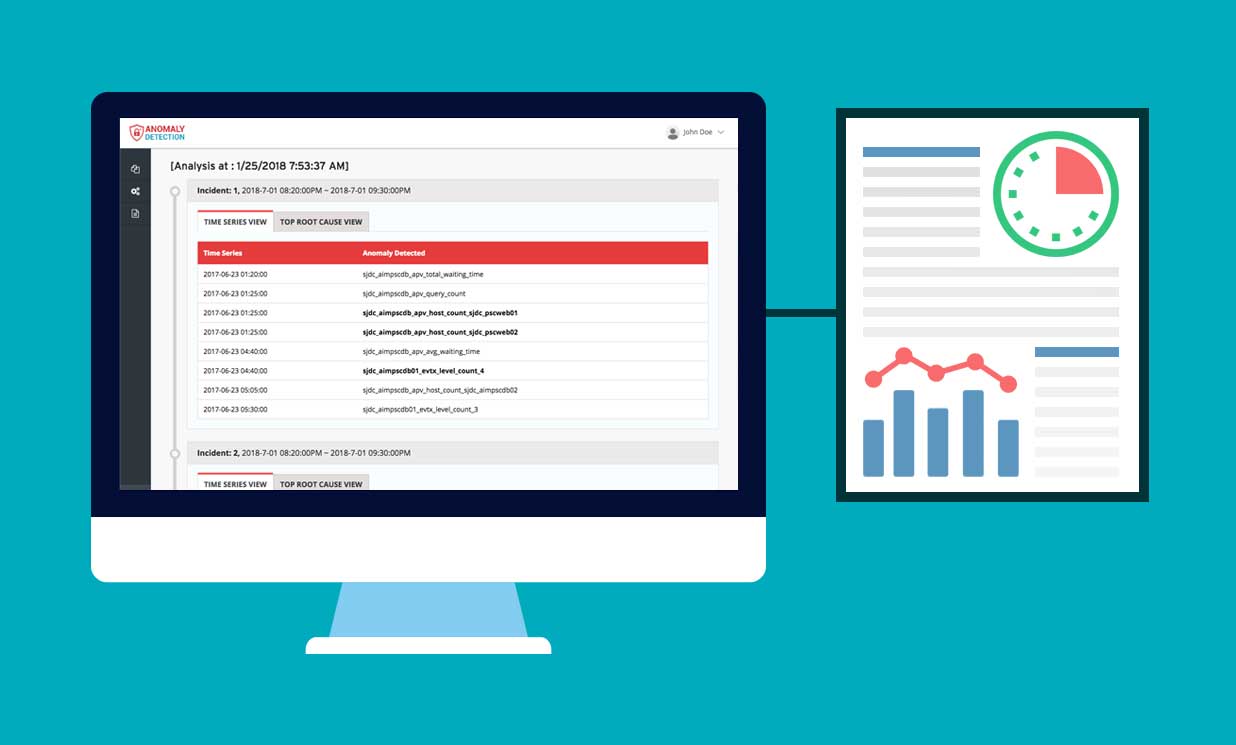 ANOMALY
DETECTION
John Doe
[Analysis at : 1/25/2018 7:53:37 AM]
Incident: 1, 2018-7-01 08:20:00PM ~ 2018-7-01 09:30:00PM
TIME SERIES VIEW TOP ROOT CAUSE VIEW
Time Series Anomaly Detected
2017-06-23 01:20:00 sjdc_aimpscdb_apv_total_waiting_time
2017-06-23 01:25:00 sjdc_aimpscdb_apv_query_count
2017-06-23 01:25:00 sjdc_aimpscdb_apv_host_count_sjdc_pscweb01
2017-06-23 01:25:00 sjdc_aimpscdb_apv_host_count_sjdc_pscweb02
2017-06-23 04:40:00 sjdc_aimpscdb_apv_avg_waiting_time
2017-06-23 04:40:00 sjdc_aimpscdb01_evtx_level_count_4
2017-06-23 05:05:00 sjdc_aimpscdb_apv_host_count_sjdc_aimpscdb02
2017-06-23 05:30:00 sjdc_aimpscdb01_evtx_level_count_3
Incident: 2, 2018-7-01 08:20:00PM ~ 2018-7-01 09:30:00PM
TIME SERIES VIEW TOP ROOT CAUSE VIEW